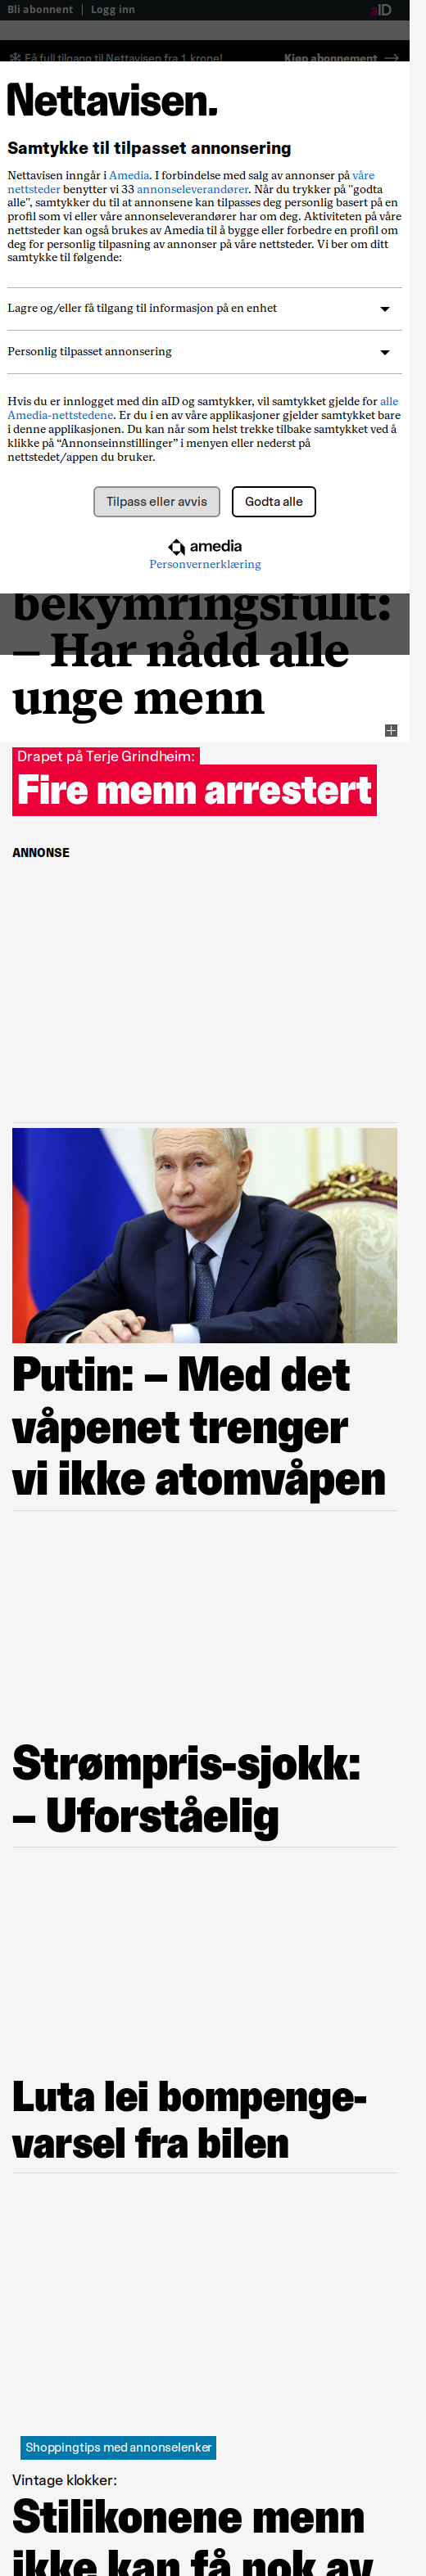 Bli abonnent | Logg inn
aID
Få full tilgang til Nettavisen fra 1 krone!
Kjøp abonnement
Nettavisen.
Samtykke til tilpasset annonsering
Nettavisen inngår i Amedia. I forbindelse med salg av annonser på våre
nettsteder benytter vi 33 annonseleverandører. Når du trykker på "godta
alle", samtykker du til at annonsene kan tilpasses deg personlig basert på en
profil som vi eller våre annonseleverandører har om deg. Aktiviteten på våre
nettsteder kan også brukes av Amedia til å bygge eller forbedre en profil om
deg for personlig tilpasning av annonser på våre nettsteder. Vi ber om ditt
samtykke til følgende:
Lagre og/eller få tilgang til informasjon på en enhet
Personlig tilpasset annonsering
Hvis du er innlogget med din aID og samtykker, vil samtykket gjelde for alle
Amedia-nettstedene. Er du i en av våre applikasjoner gjelder samtykket bare
i denne applikasjonen. Du kan når som helst trekke tilbake samtykket ved å
klikke på “Annonseinnstillinger” i menyen eller nederst på
nettstedet/appen du bruker.
Tilpass eller avvis
Godta alle
amedia
Personvernerklæring
bekymringsfullt:
– Har nådd alle
unge menn
Drapet på Terje Grindheim:
Fire menn arrestert
ANNONSE
Putin: – Med det
våpenet trenger
vi ikke atomvåpen
Strømpris-sjokk:
– Uforståelig
Luta lei bompenge-
varsel fra bilen
Shoppingtips med annonselenker
Vintage klokker:
Stilikonene menn
ikke kan få nok av